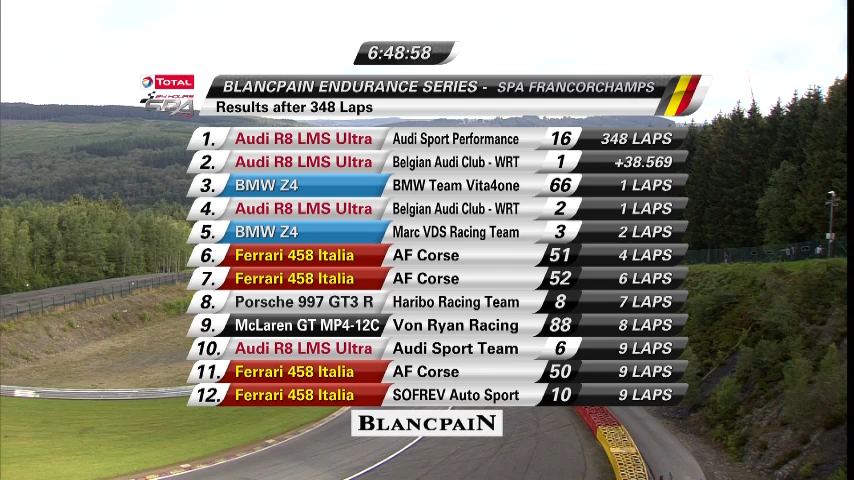 6:48:58
TOTAL
24 HOURS
SPA
BLANCPAIN ENDURANCE SERIES - SPA FRANCORCHAMPS
Results after 348 Laps
1. Audi R8 LMS Ultra Audi Sport Performance 16 348 LAPS
2. Audi R8 LMS Ultra Belgian Audi Club - WRT 1 +38.569
3. BMW Z4 BMW Team Vita4one 66 1 LAPS
4. Audi R8 LMS Ultra Belgian Audi Club - WRT 2 1 LAPS
5. BMW Z4 Marc VDS Racing Team 3 2 LAPS
6. Ferrari 458 Italia AF Corse 51 4 LAPS
7. Ferrari 458 Italia AF Corse 52 6 LAPS
8. Porsche 997 GT3 R Haribo Racing Team 8 7 LAPS
9. McLaren GT MP4-12C Von Ryan Racing 88 8 LAPS
10. Audi R8 LMS Ultra Audi Sport Team 6 9 LAPS
11. Ferrari 458 Italia AF Corse 50 9 LAPS
12. Ferrari 458 Italia SOFREV Auto Sport 10 9 LAPS
BLANCPAIN